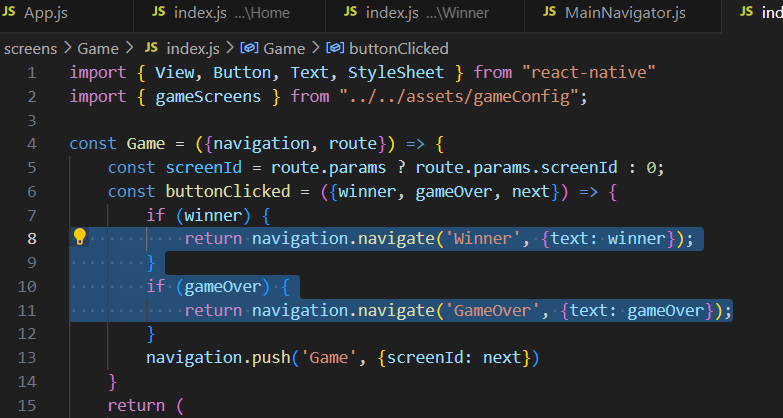 App.js JS index.js ...\Home JS index.js ...\Winner JS MainNavigator.js JS ind
screens > Game > JS index.js > Game > buttonClicked
1 import { View, Button, Text, StyleSheet } from "react-native"
2 import { gameScreens } from "../../assets/gameConfig";
3
4 const Game = ({navigation, route}) => {
5 const screenId = route.params ? route.params.screenId : 0;
6 const buttonClicked = ({winner, gameOver, next}) => {
7 if (winner) {
8 return navigation.navigate('Winner', {text: winner});
9 }
10 if (gameOver) {
11 return navigation.navigate('GameOver', {text: gameOver});
12 }
13 navigation.push('Game', {screenId: next})
14 }
15 return (